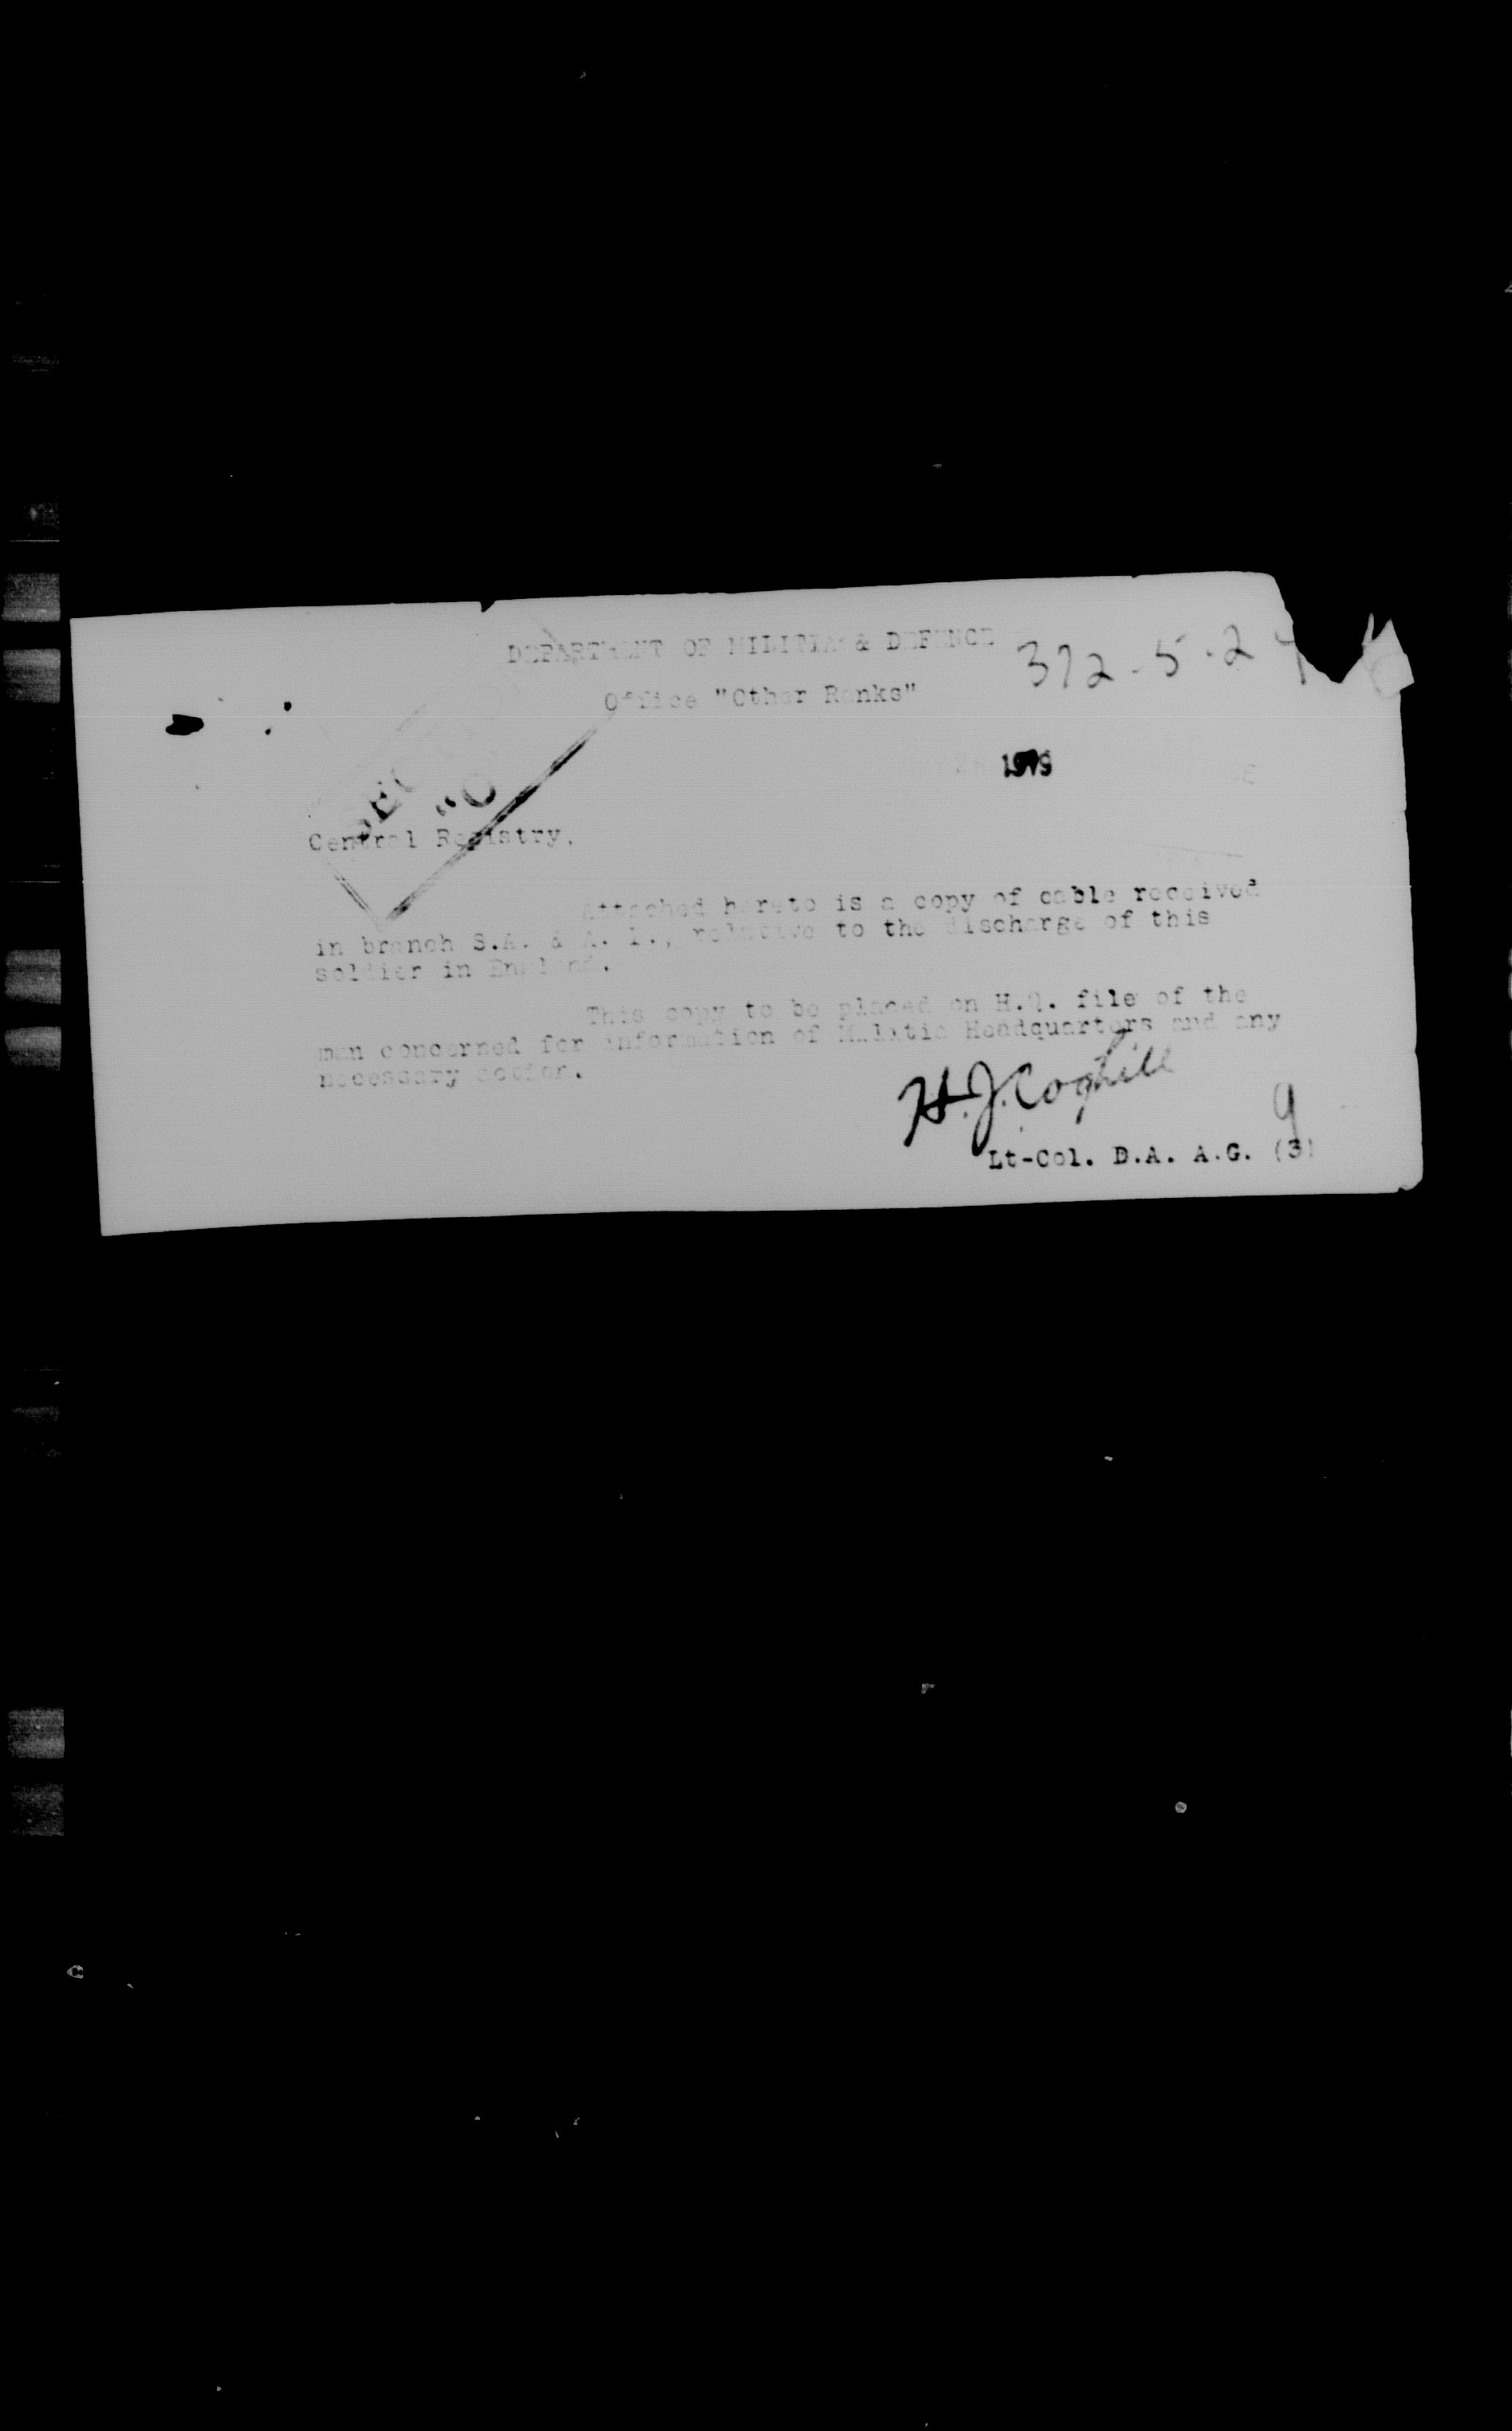 DEPARTMENT OF MILITIA & DEFENCE
372-5-2
Office "Other Ranks"
"O
Central Registry.
Attached hereto is a copy of cable received
in branch S.A. & A. P., relative to the discharge of this
soldier in England.
This copy to be placed on H.Q. file of the
man concerned for information of Militia Headquarters and any
necessary action.
H.J. Coghill
9
Lt-Col. D.A. A.G. (3)